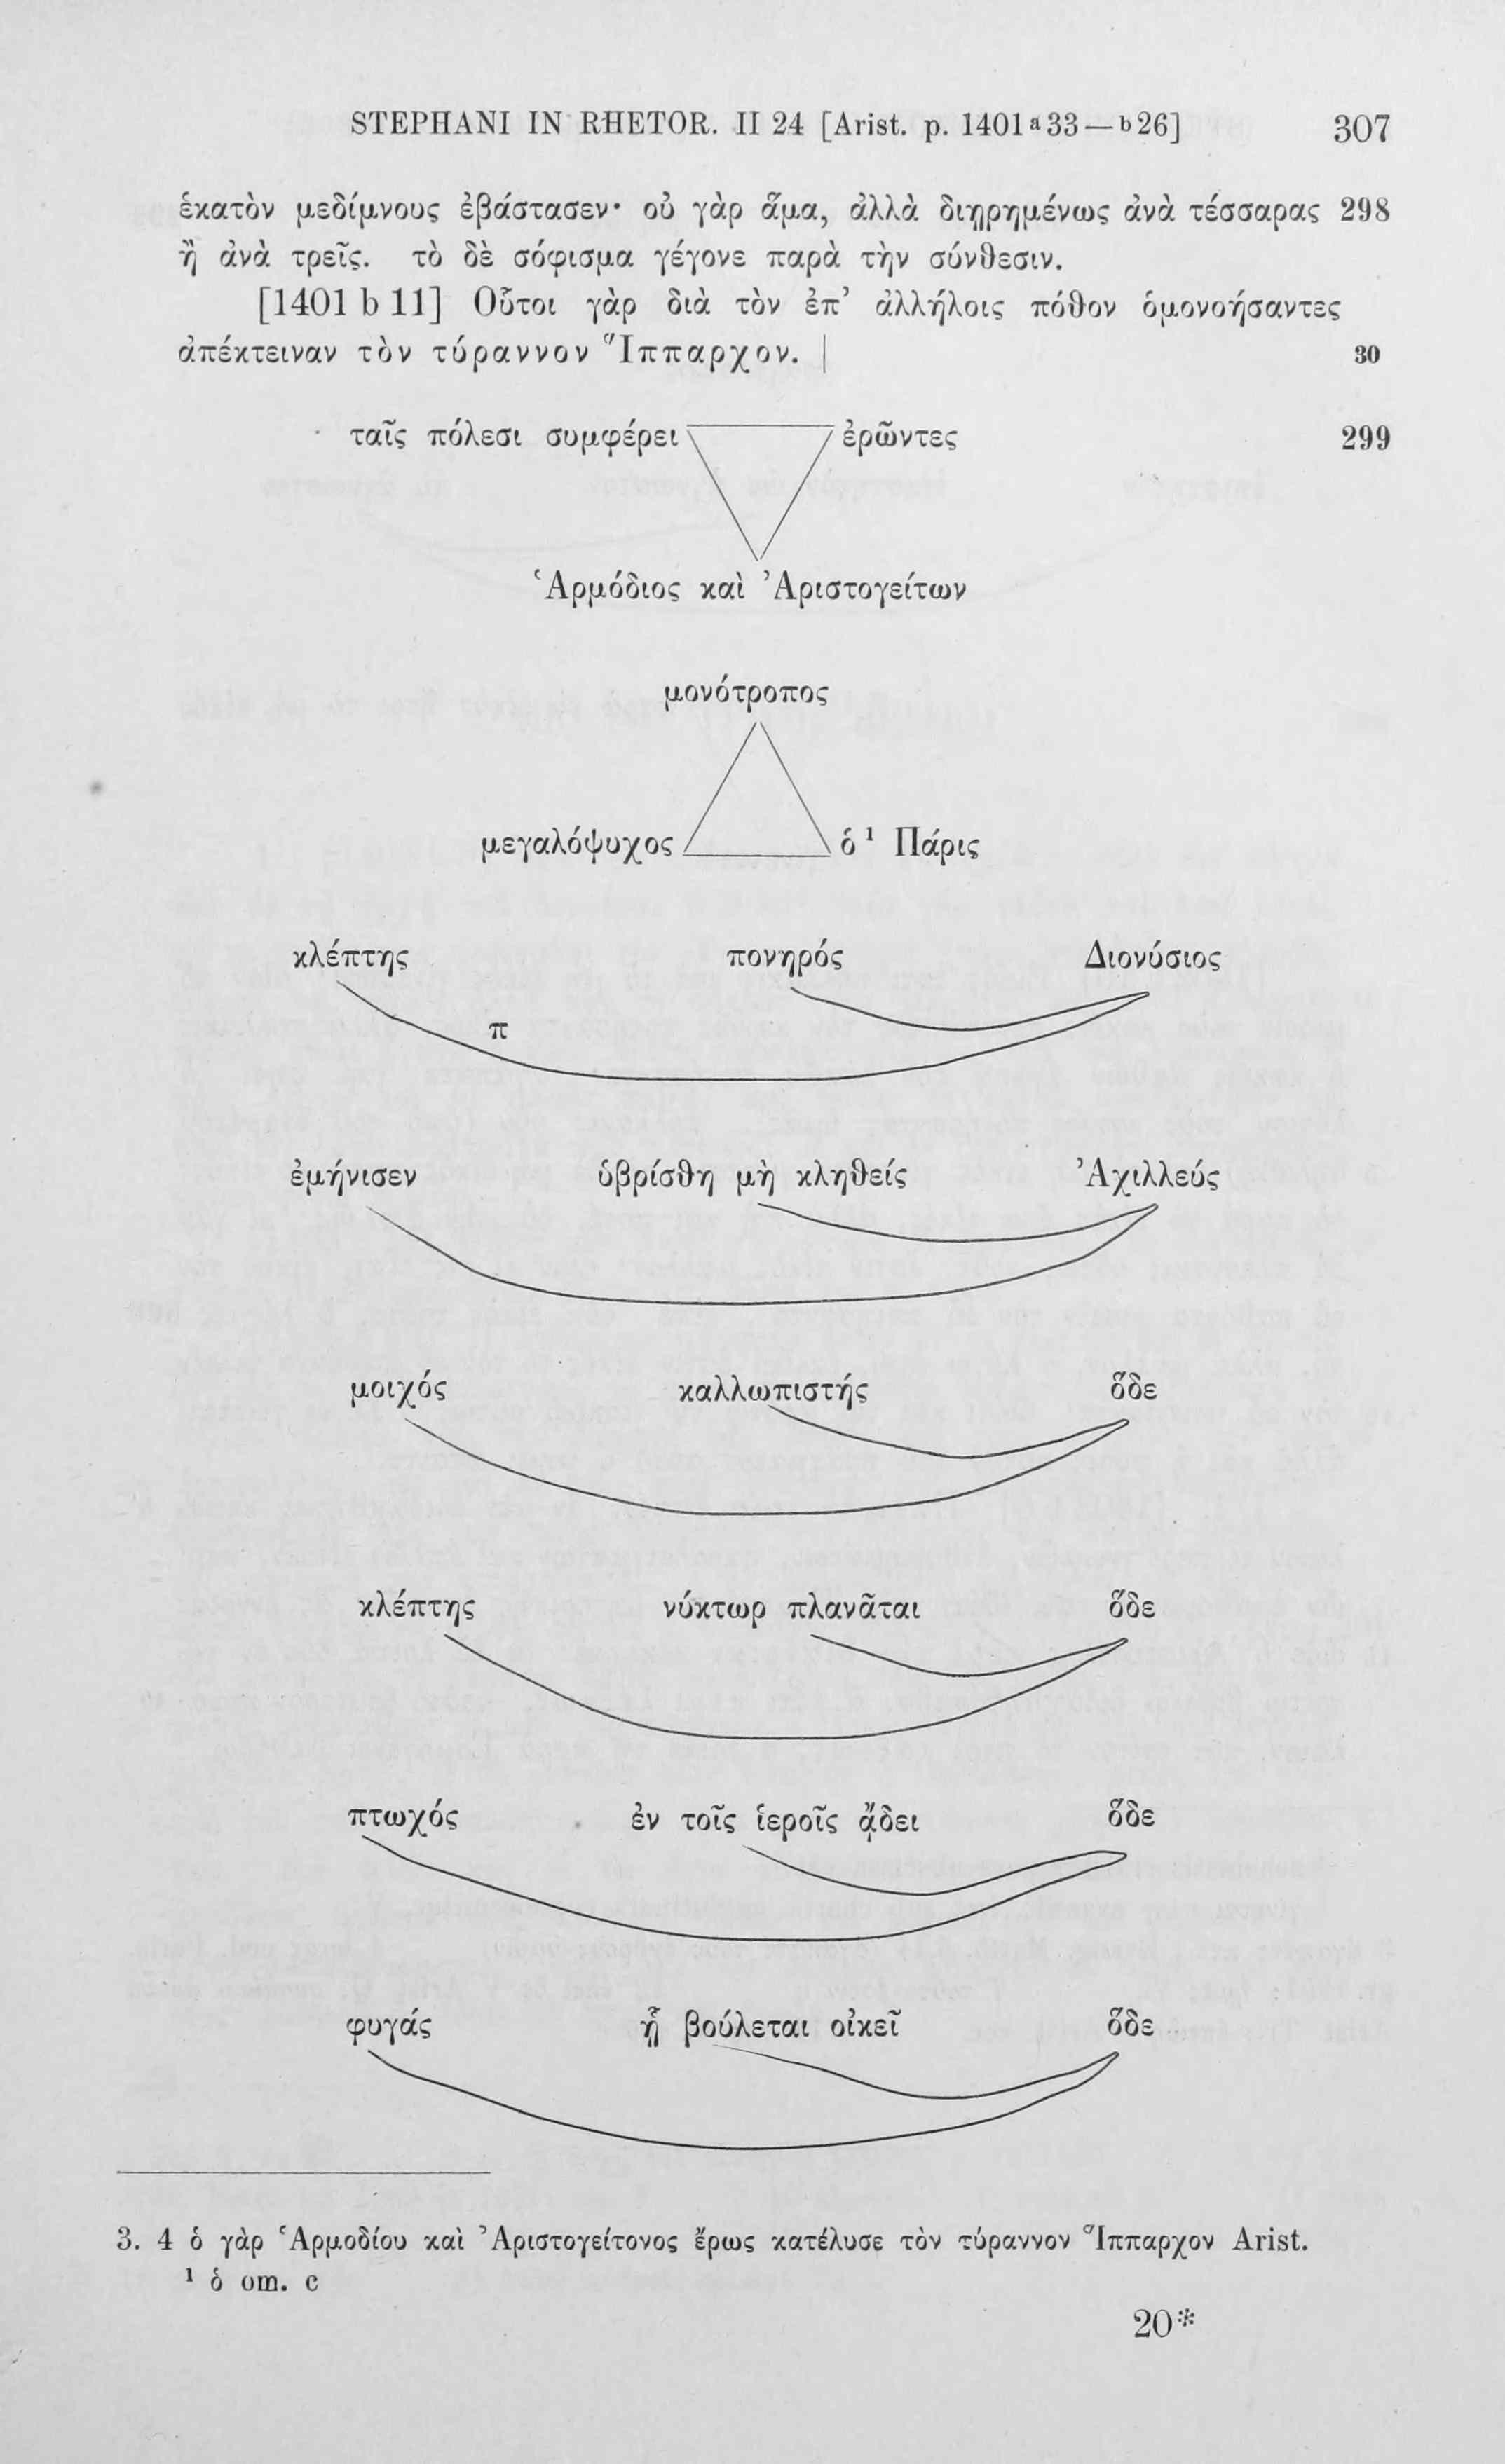 STEPHANI IN RHETOR. II 24 [Arist. p. 1401 a 33 — b 26] 307
ἑκατὸν μεδίμνους ἐβάστασεν· οὐ γὰρ ἅμα, ἀλλὰ διῃρημένως ἀνὰ τέσσαρας 298
ἢ ἀνὰ τρεῖς. τὸ δὲ σόφισμα γέγονε παρὰ τὴν σύνθεσιν.
[1401 b 11] Οὗτοι γὰρ διὰ τὸν ἐπ’ ἀλλήλοις πόθον ὁμονοήσαντες
ἀπέκτειναν τὸν τύραννον Ἵππαρχον. | 30
ταῖς πόλεσι συμφέρει ἐρῶντες 299
Ἁρμόδιος καὶ Ἀριστογείτων
μονότροπος
μεγαλόψυχος ὁ ¹ Πάρις
κλέπτης πονηρός Διονύσιος
π
ἐμήνισεν ὑβρίσθη μὴ κληθείς Ἀχιλλεύς
μοιχός καλλωπιστής ὅδε
κλέπτης νύκτωρ πλανᾶται ὅδε
πτωχός ἐν τοῖς ἱεροῖς ᾄδει ὅδε
φυγάς ᾗ βούλεται οἰκεῖ ὅδε
3. 4 ὁ γὰρ Ἁρμοδίου καὶ Ἀριστογείτονος ἔρως κατέλυσε τὸν τύραννον Ἵππαρχον Arist.
¹ ὁ om. c
20*